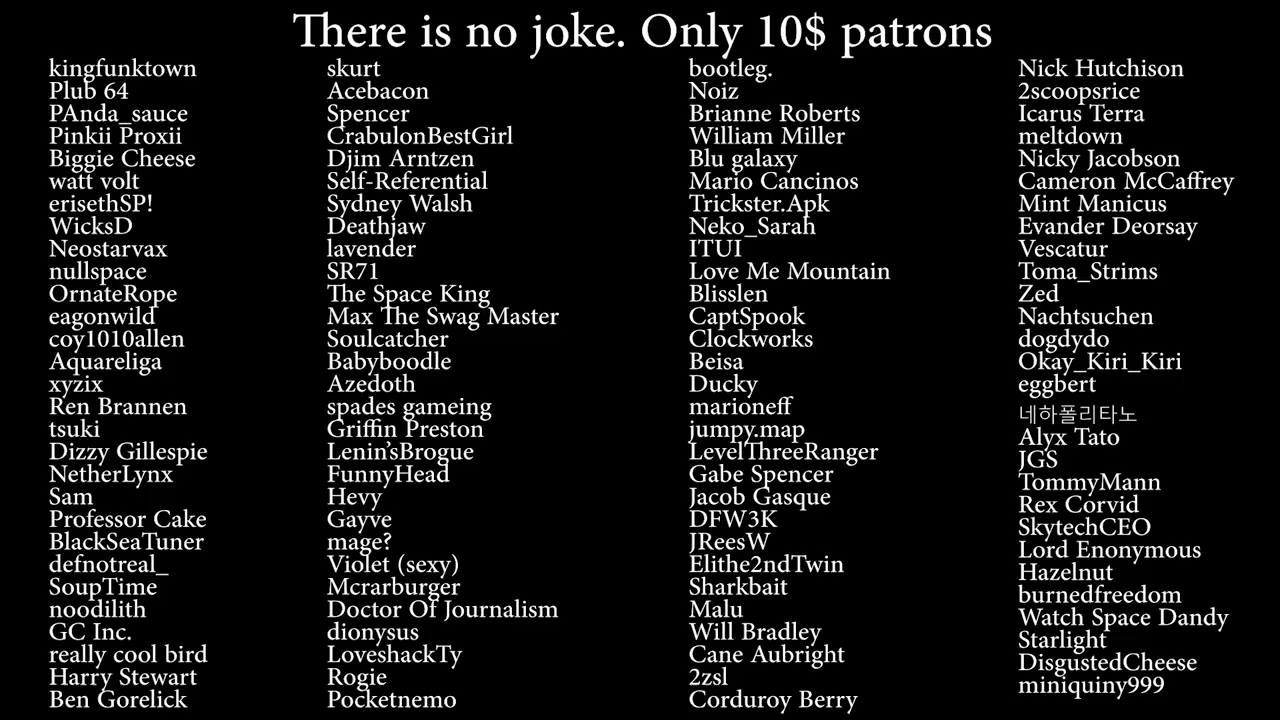 There is no joke. Only 10$ patrons
kingfunktown
Plub 64
PAnda_sauce
Pinkii Proxii
Biggie Cheese
watt volt
erisethSP!
WicksD
Neostarvax
nullspace
OrnateRope
eagonwild
coy1010allen
Aquareliga
xyzix
Ren Brannen
tsuki
Dizzy Gillespie
NetherLynx
Sam
Professor Cake
BlackSeaTuner
defnotreal_
SoupTime
noodilith
GC Inc.
really cool bird
Harry Stewart
Ben Gorelick
skurt
Acebacon
Spencer
CrabulonBestGirl
Djim Arntzen
Self-Referential
Sydney Walsh
Deathjaw
lavender
SR71
The Space King
Max The Swag Master
Soulcatcher
Babyboodle
Azedoth
spades gameing
Griffin Preston
Lenin'sBrogue
FunnyHead
Hevy
Gayve
mage?
Violet (sexy)
Mcrarburger
Doctor Of Journalism
dionysus
LoveshackTy
Rogie
Pocketnemo
bootleg.
Noiz
Brianne Roberts
William Miller
Blu galaxy
Mario Cancinos
Trickster.Apk
Neko_Sarah
ITUI
Love Me Mountain
Blisslen
CaptSpook
Clockworks
Beisa
Ducky
marioneff
jumpy.map
LevelThreeRanger
Gabe Spencer
Jacob Gasque
DFW3K
JReesW
Elithe2ndTwin
Sharkbait
Malu
Will Bradley
Cane Aubright
2zsl
Corduroy Berry
Nick Hutchison
2scoopsrice
Icarus Terra
meltdown
Nicky Jacobson
Cameron McCaffrey
Mint Manicus
Evander Deorsay
Vescatur
Toma_Strims
Zed
Nachtsuchen
dogdydo
Okay_Kiri_Kiri
eggbert
네하폴리타노
Alyx Tato
JGS
TommyMann
Rex Corvid
SkytechCEO
Lord Enonymous
Hazelnut
burnedfreedom
Watch Space Dandy
Starlight
DisgustedCheese
miniquiny999